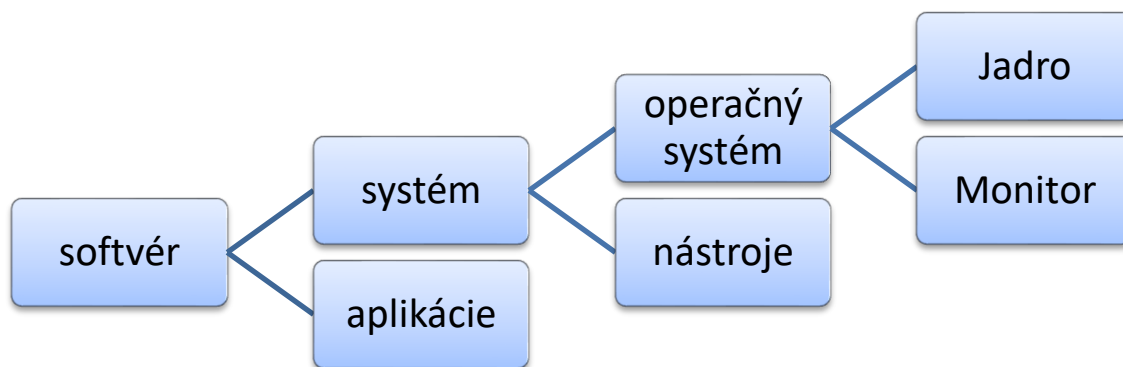 softvér
systém
aplikácie
operačný
systém
nástroje
Jadro
Monitor